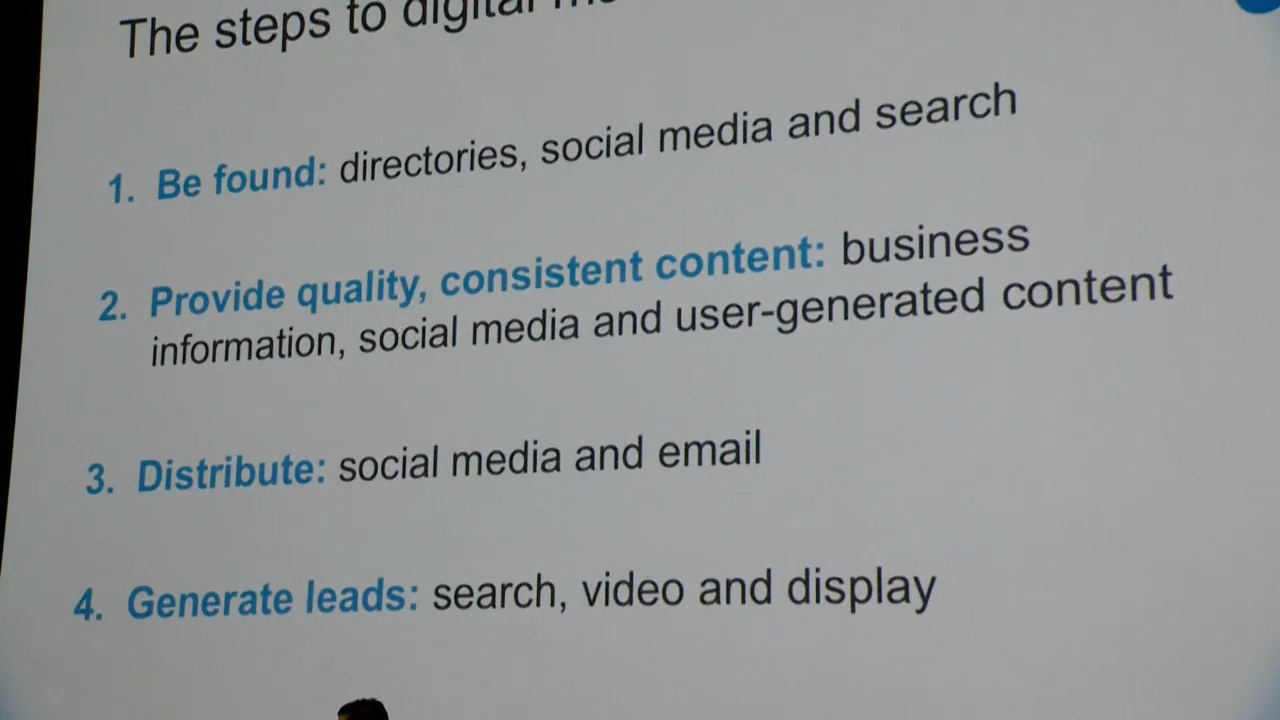 The steps to digital
1. Be found: directories, social media and search
2. Provide quality, consistent content: business
information, social media and user-generated content
3. Distribute: social media and email
4. Generate leads: search, video and display